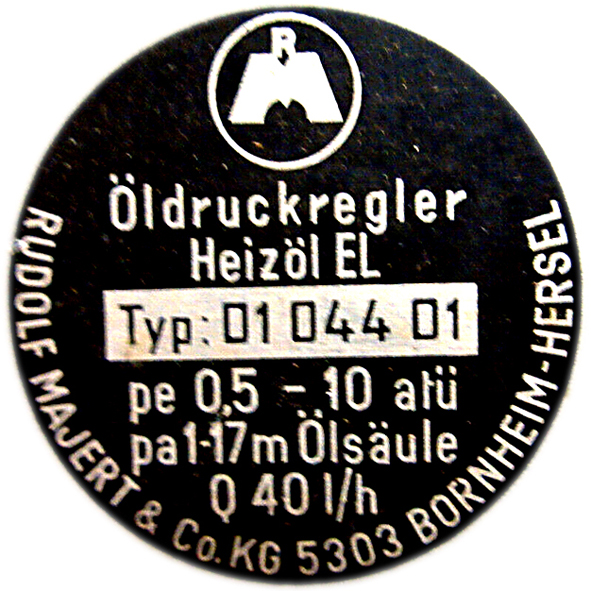 R
Öldruckregler
Heizöl EL
Typ: 01 044 01
pe 0,5 - 10 atü
pa 1-17m Ölsäule
Q 40 l/h
RUDOLF MAJERT & Co. KG 5303 BORNHEIM-HERSEL